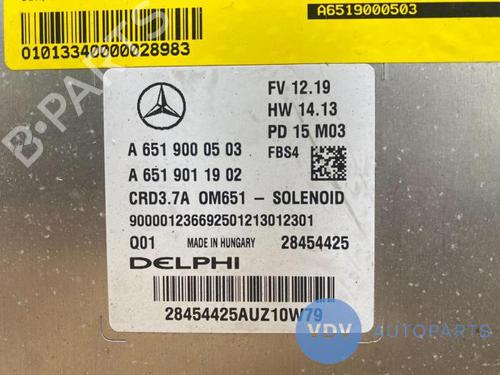 A6519000503
01013340000028983
B-PARTS
FV 12.19
HW 14.13
PD 15 M03
A 651 900 05 03
FBS4
A 651 901 19 02
CRD3.7A OM651 - SOLENOID
9000012366925012130123​01
Q01 MADE IN HUNGARY 28454425
DELPHI
28454425AUZ10W79
VDV AUTOPARTS